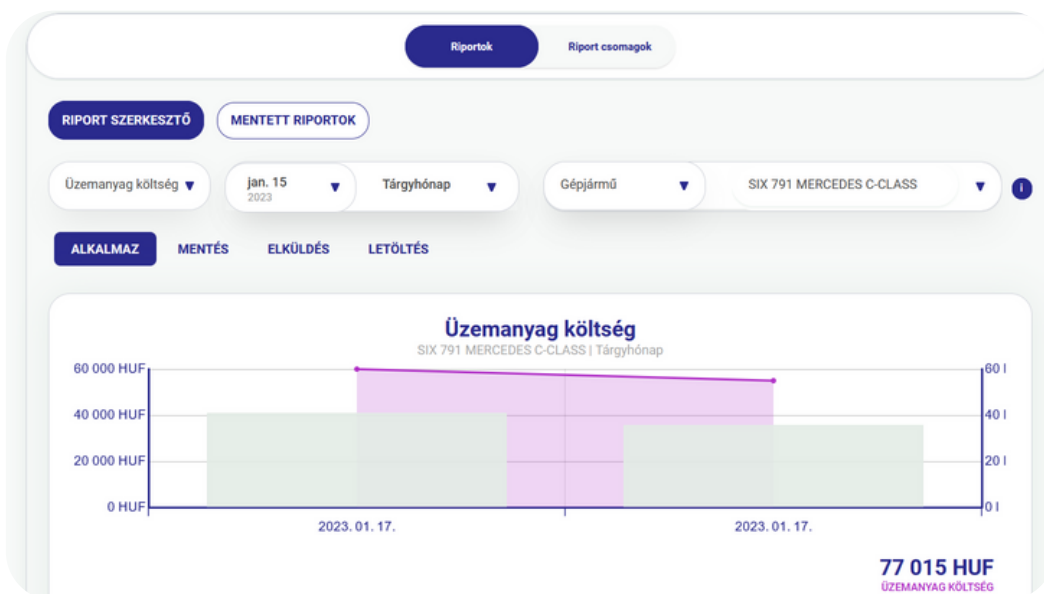 Riportok Riport csomagok
RIPORT SZERKESZTŐ MENTETT RIPORTOK
Üzemanyag költség jan. 15 Tárgyhónap Gépjármű SIX 791 MERCEDES C-CLASS i
2023
ALKALMAZ MENTÉS ELKÜLDÉS LETÖLTÉS
Üzemanyag költség
SIX 791 MERCEDES C-CLASS | Tárgyhónap
60 000 HUF 60 l
40 000 HUF 40 l
20 000 HUF 20 l
0 HUF 0 l
2023. 01. 17. 2023. 01. 17.
77 015 HUF
ÜZEMANYAG KÖLTSÉG